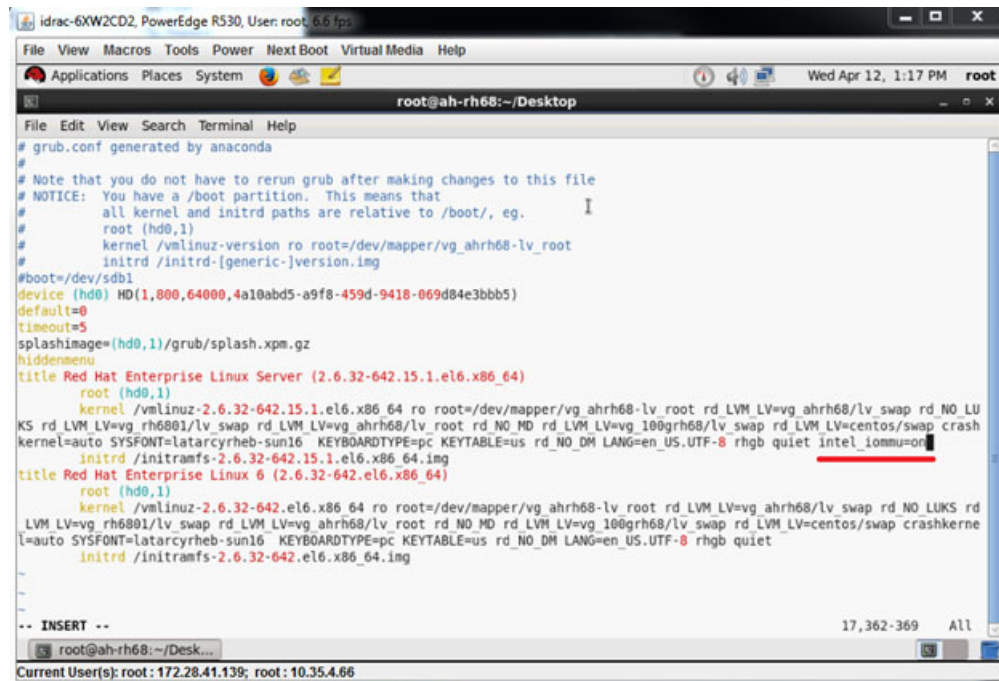 idrac-6XW2CD2, PowerEdge R530, User: root, 6.6 fps
File View Macros Tools Power Next Boot Virtual Media Help
Applications Places System Wed Apr 12, 1:17 PM root
root@ah-rh68:~/Desktop
File Edit View Search Terminal Help
# grub.conf generated by anaconda
#
# Note that you do not have to rerun grub after making changes to this file
# NOTICE:  You have a /boot partition.  This means that
#          all kernel and initrd paths are relative to /boot/, eg.
#          root (hd0,1)
#          kernel /vmlinuz-version ro root=/dev/mapper/vg_ahrh68-lv_root
#          initrd /initrd-[generic-]version.img
#boot=/dev/sdb1
device (hd0) HD(1,800,64000,4a10abd5-a9f8-459d-9418-069d84e3bbb5)
default=0
timeout=5
splashimage=(hd0,1)/grub/splash.xpm.gz
hiddenmenu
title Red Hat Enterprise Linux Server (2.6.32-642.15.1.el6.x86_64)
root (hd0,1)
kernel /vmlinuz-2.6.32-642.15.1.el6.x86_64 ro root=/dev/mapper/vg_ahrh68-lv_root rd_LVM_LV=vg_ahrh68/lv_swap rd_NO_LU
KS rd_LVM_LV=vg_rh6801/lv_swap rd_LVM_LV=vg_ahrh68/lv_root rd_NO_MD rd_LVM_LV=vg_100grh68/lv_swap rd_LVM_LV=centos/swap crash
kernel=auto SYSFONT=latarcyrheb-sun16  KEYBOARDTYPE=pc KEYTABLE=us rd_NO_DM LANG=en_US.UTF-8 rhgb quiet intel_iommu=on
initrd /initramfs-2.6.32-642.15.1.el6.x86_64.img
title Red Hat Enterprise Linux 6 (2.6.32-642.el6.x86_64)
root (hd0,1)
kernel /vmlinuz-2.6.32-642.el6.x86_64 ro root=/dev/mapper/vg_ahrh68-lv_root rd_LVM_LV=vg_ahrh68/lv_swap rd_NO_LUKS rd
_LVM_LV=vg_rh6801/lv_swap rd_LVM_LV=vg_ahrh68/lv_root rd_NO_MD rd_LVM_LV=vg_100grh68/lv_swap rd_LVM_LV=centos/swap crashkerne
l=auto SYSFONT=latarcyrheb-sun16  KEYBOARDTYPE=pc KEYTABLE=us rd_NO_DM LANG=en_US.UTF-8 rhgb quiet
initrd /initramfs-2.6.32-642.el6.x86_64.img
~
~
~
-- INSERT -- 17,362-369 All
root@ah-rh68:~/Desk...
Current User(s): root : 172.28.41.139; root : 10.35.4.66